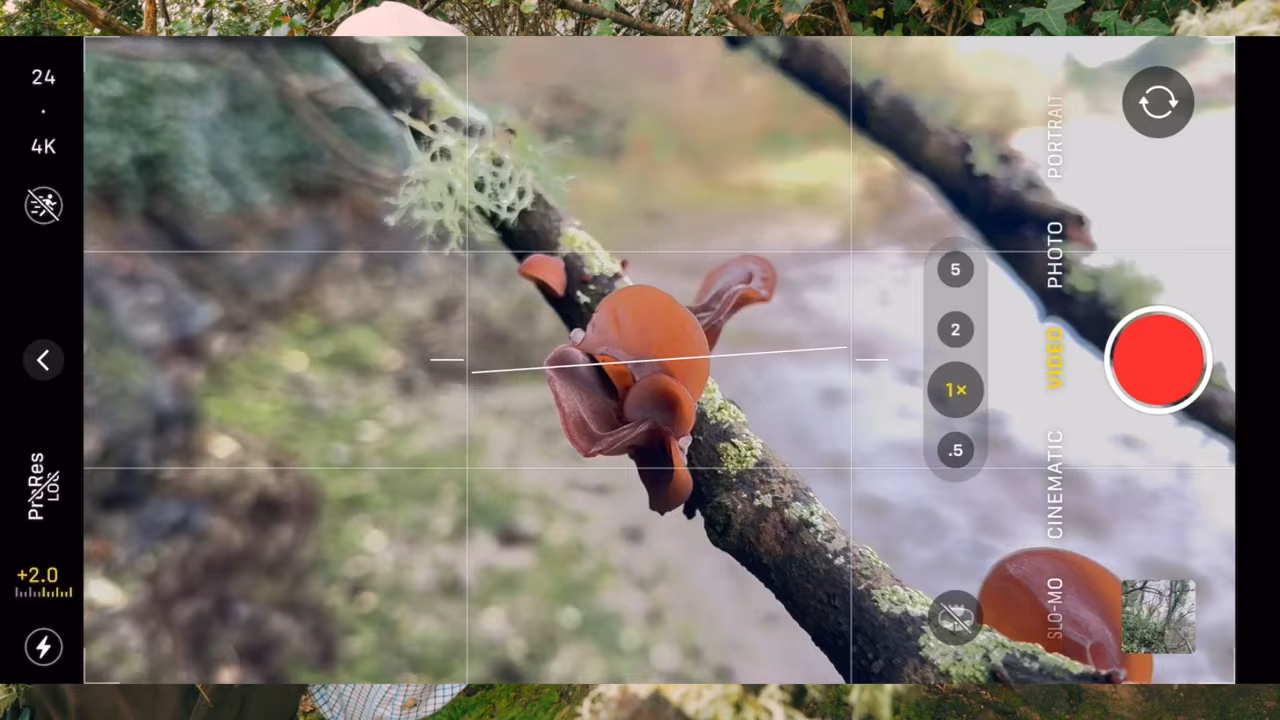 24
4K
ProRes
LOG
+2.0
5
2
1×
.5
PORTRAIT
PHOTO
VIDEO
CINEMATIC
SLO-MO